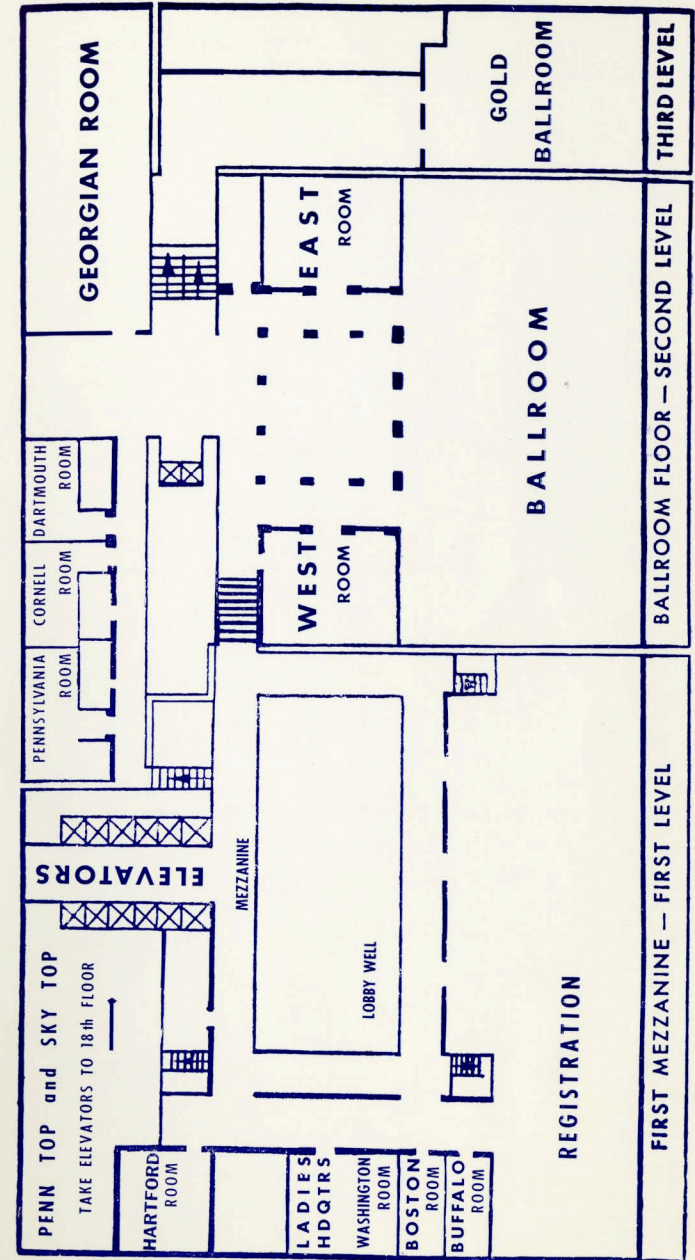 PENN TOP and SKY TOP
TAKE ELEVATORS TO 18th FLOOR
ELEVATORS
PENNSYLVANIA
ROOM
CORNELL
ROOM
DARTMOUTH
ROOM
GEORGIAN ROOM
HARTFORD
ROOM
MEZZANINE
LADIES
HDQTRS
WASHINGTON
ROOM
BOSTON
ROOM
BUFFALO
ROOM
LOBBY WELL
WEST
ROOM
EAST
ROOM
GOLD
BALLROOM
REGISTRATION
BALLROOM
FIRST MEZZANINE — FIRST LEVEL
BALLROOM FLOOR — SECOND LEVEL
THIRD LEVEL